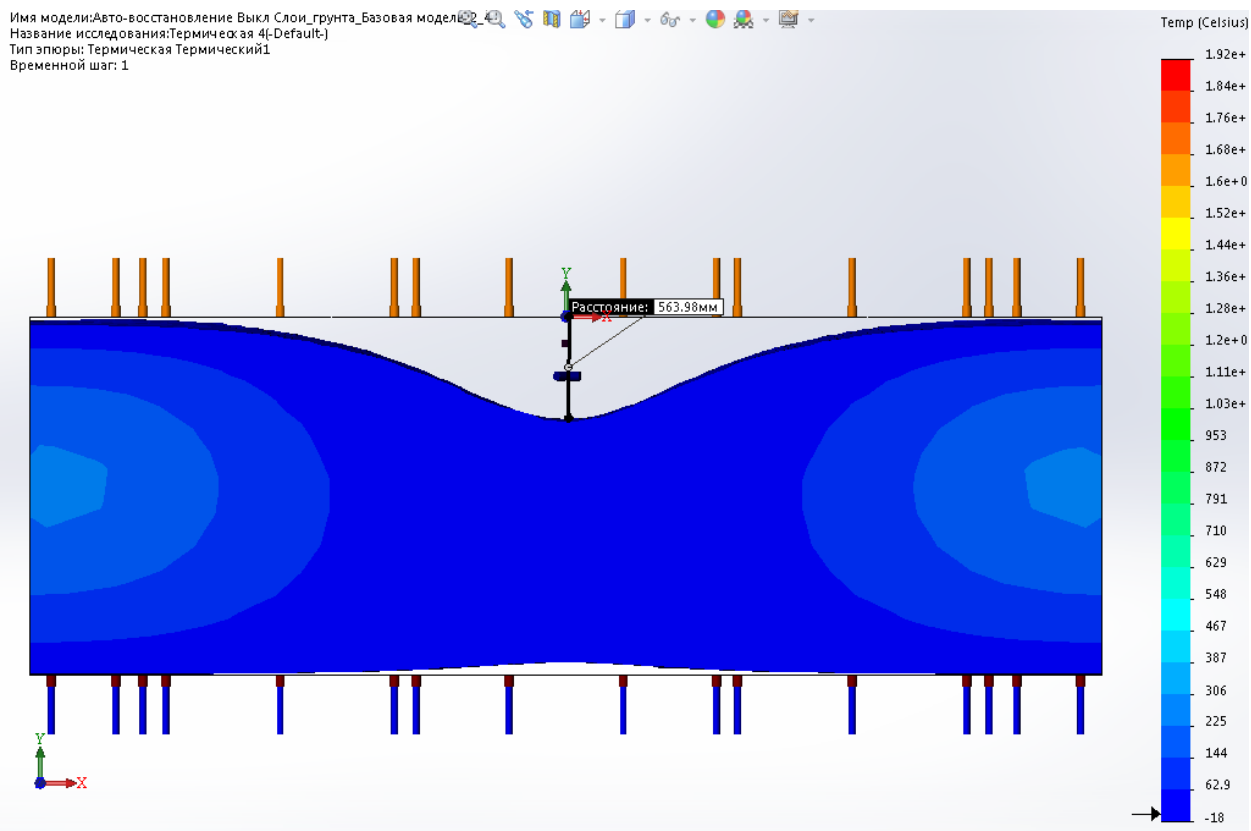 Имя модели:Авто-восстановление Выкл Слои_грунта_Базовая модель2_4
Название исследования:Термическая 4(-Default-)
Тип эпюры: Термическая Термический1
Временной шаг: 1
Temp (Celsius)
1.92e+
1.84e+
1.76e+
1.68e+
1.6e+0
1.52e+
1.44e+
1.36e+
1.28e+
1.2e+0
1.11e+
1.03e+
953
872
791
710
629
548
467
387
306
225
144
62.9
-18
Y
Расстояние: 563.98мм
X
Y
X